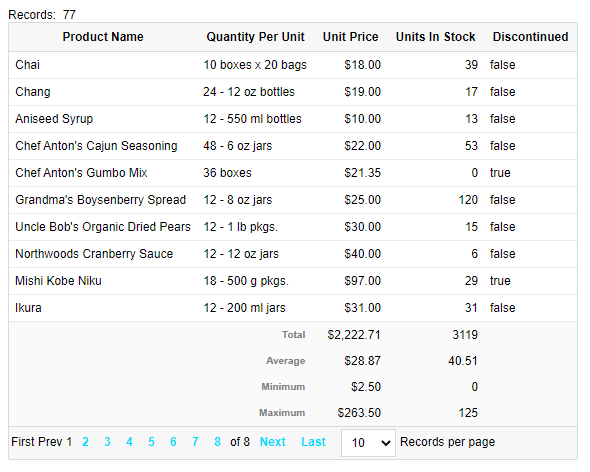 Records: 77
Product Name Quantity Per Unit Unit Price Units In Stock Discontinued
Chai 10 boxes x 20 bags $18.00 39 false
Chang 24 - 12 oz bottles $19.00 17 false
Aniseed Syrup 12 - 550 ml bottles $10.00 13 false
Chef Anton's Cajun Seasoning 48 - 6 oz jars $22.00 53 false
Chef Anton's Gumbo Mix 36 boxes $21.35 0 true
Grandma's Boysenberry Spread 12 - 8 oz jars $25.00 120 false
Uncle Bob's Organic Dried Pears 12 - 1 lb pkgs. $30.00 15 false
Northwoods Cranberry Sauce 12 - 12 oz jars $40.00 6 false
Mishi Kobe Niku 18 - 500 g pkgs. $97.00 29 true
Ikura 12 - 200 ml jars $31.00 31 false
Total $2,222.71 3119
Average $28.87 40.51
Minimum $2.50 0
Maximum $263.50 125
First Prev 1 2 3 4 5 6 7 8 of 8 Next Last 10 Records per page